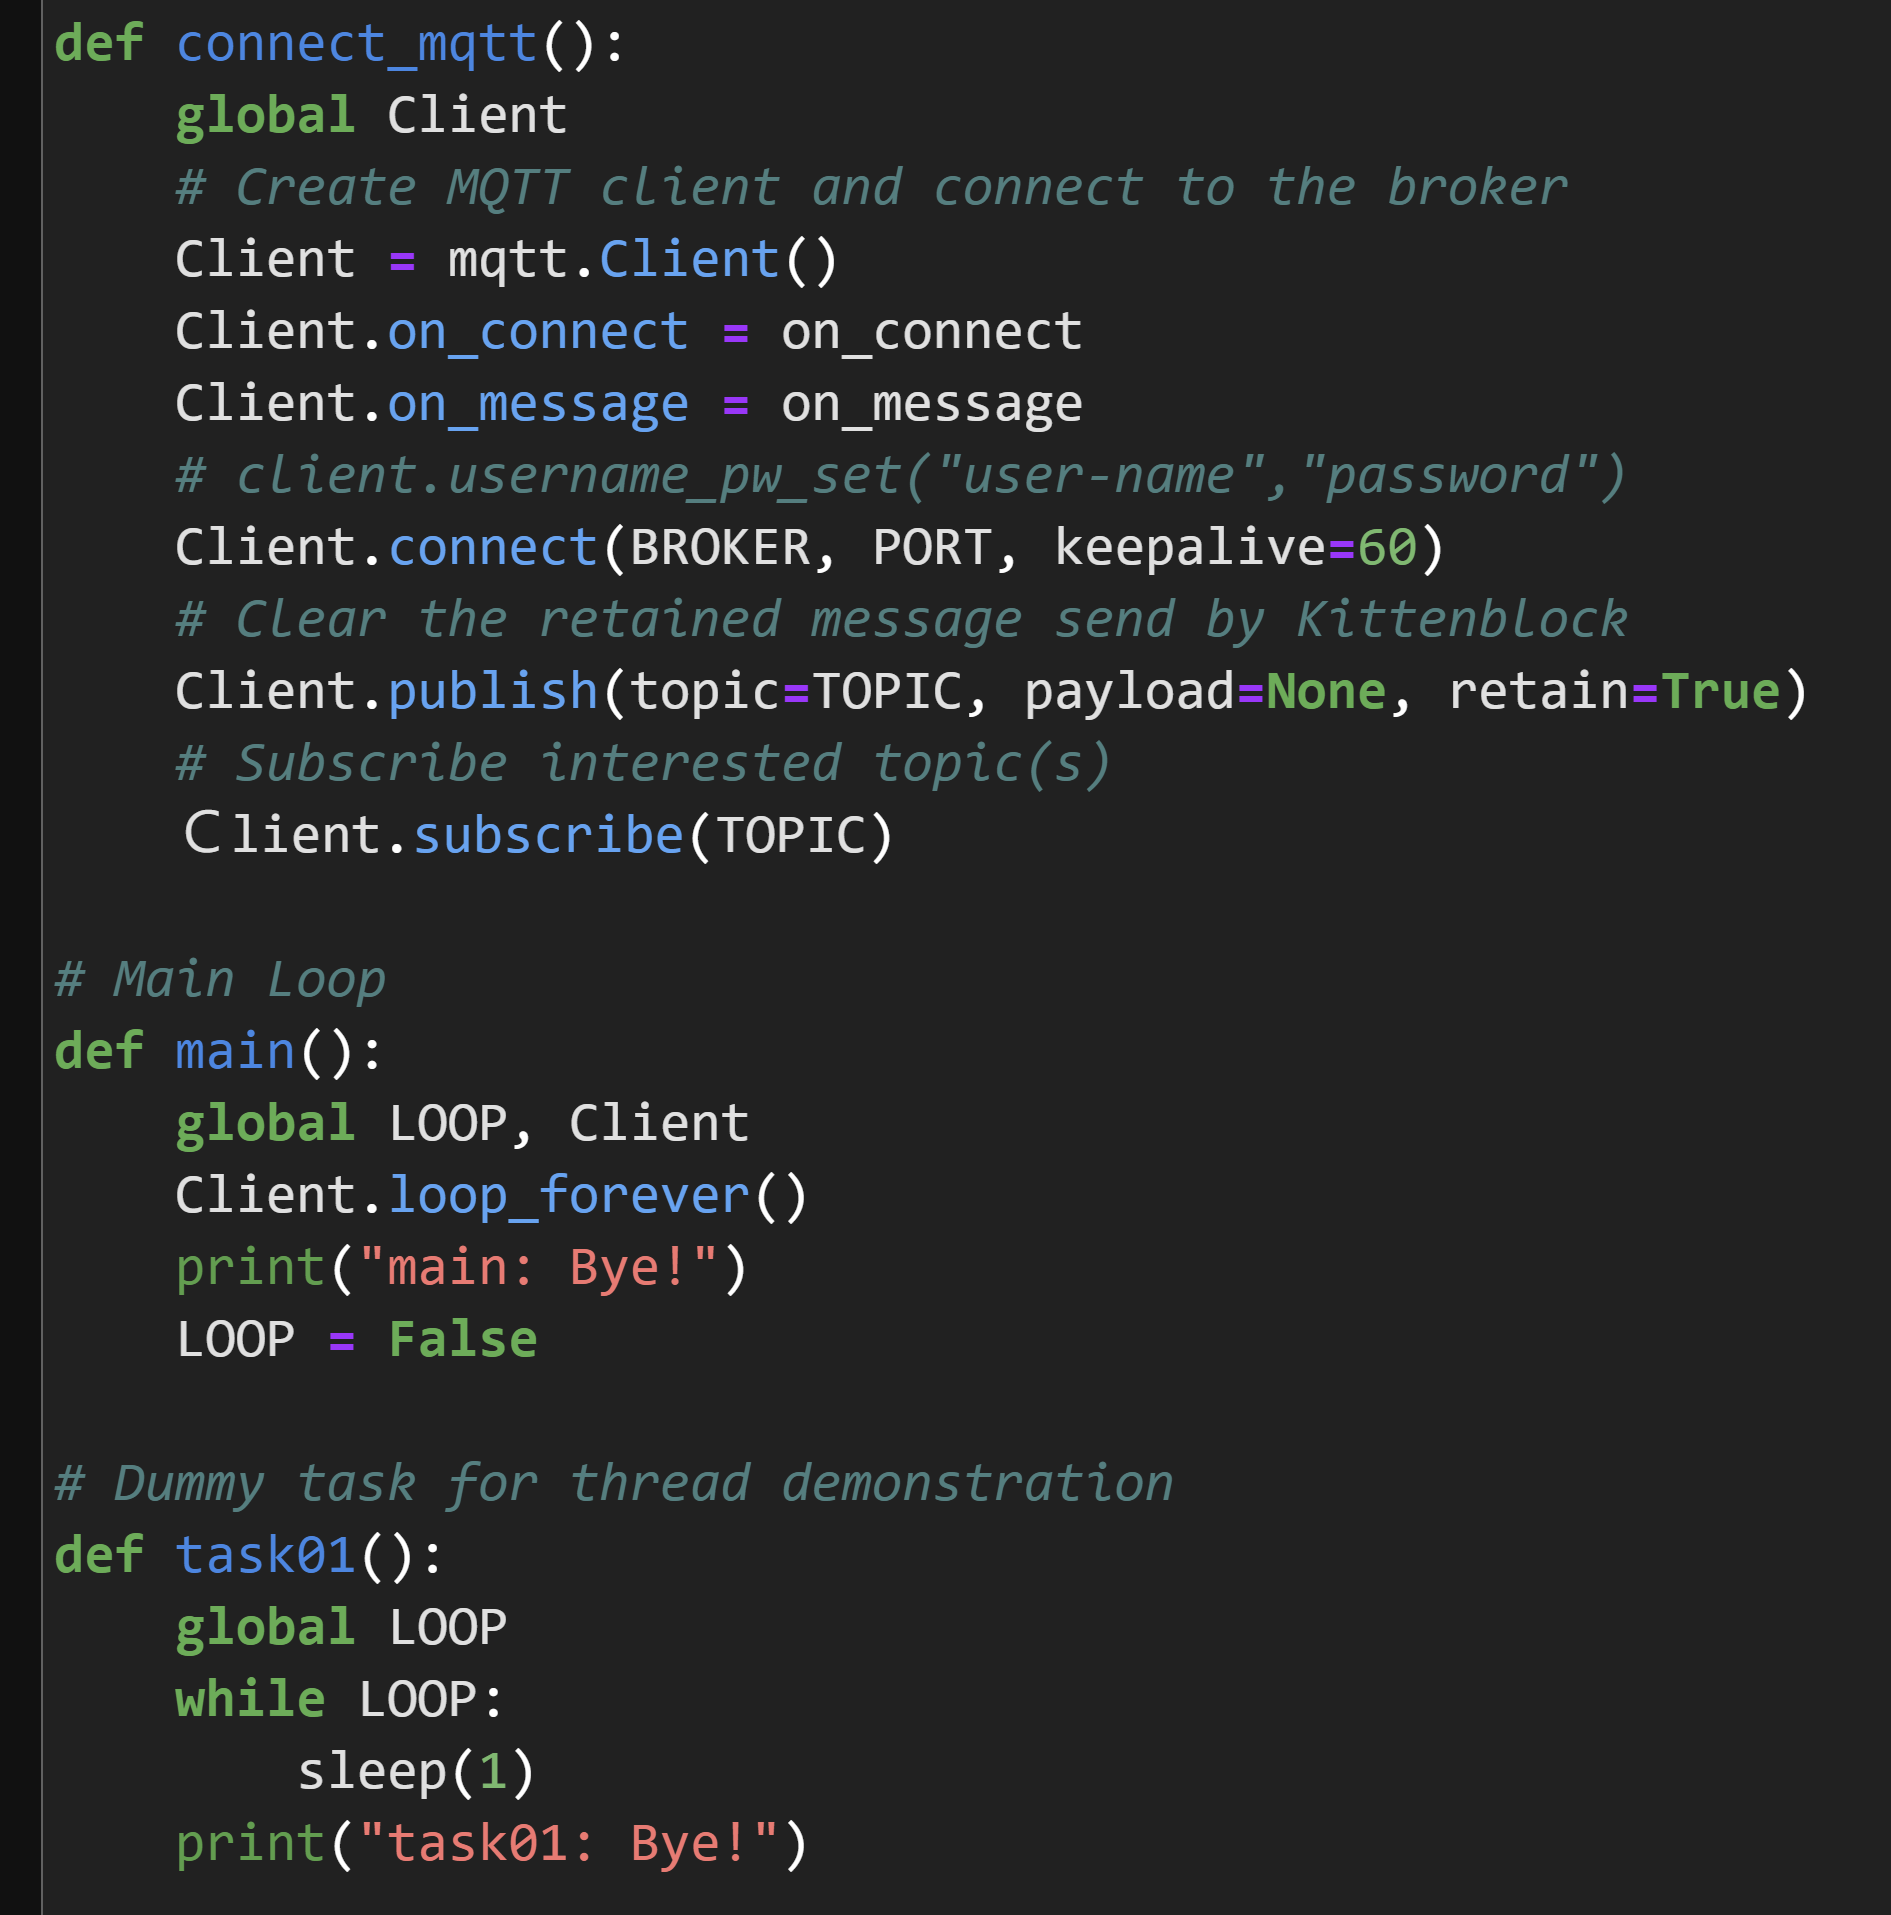 def connect_mqtt():
    global Client
    # Create MQTT client and connect to the broker
    Client = mqtt.Client()
    Client.on_connect = on_connect
    Client.on_message = on_message
    # client.username_pw_set("user-name","password")
    Client.connect(BROKER, PORT, keepalive=60)
    # Clear the retained message send by Kittenblock
    Client.publish(topic=TOPIC, payload=None, retain=True)
    # Subscribe interested topic(s)
    Ｃlient.subscribe(TOPIC)
# Main Loop
def main():
    global LOOP, Client
    Client.loop_forever()
    print("main: Bye!")
    LOOP = False
# Dummy task for thread demonstration
def task01():
    global LOOP
    while LOOP:
        sleep(1)
    print("task01: Bye!")